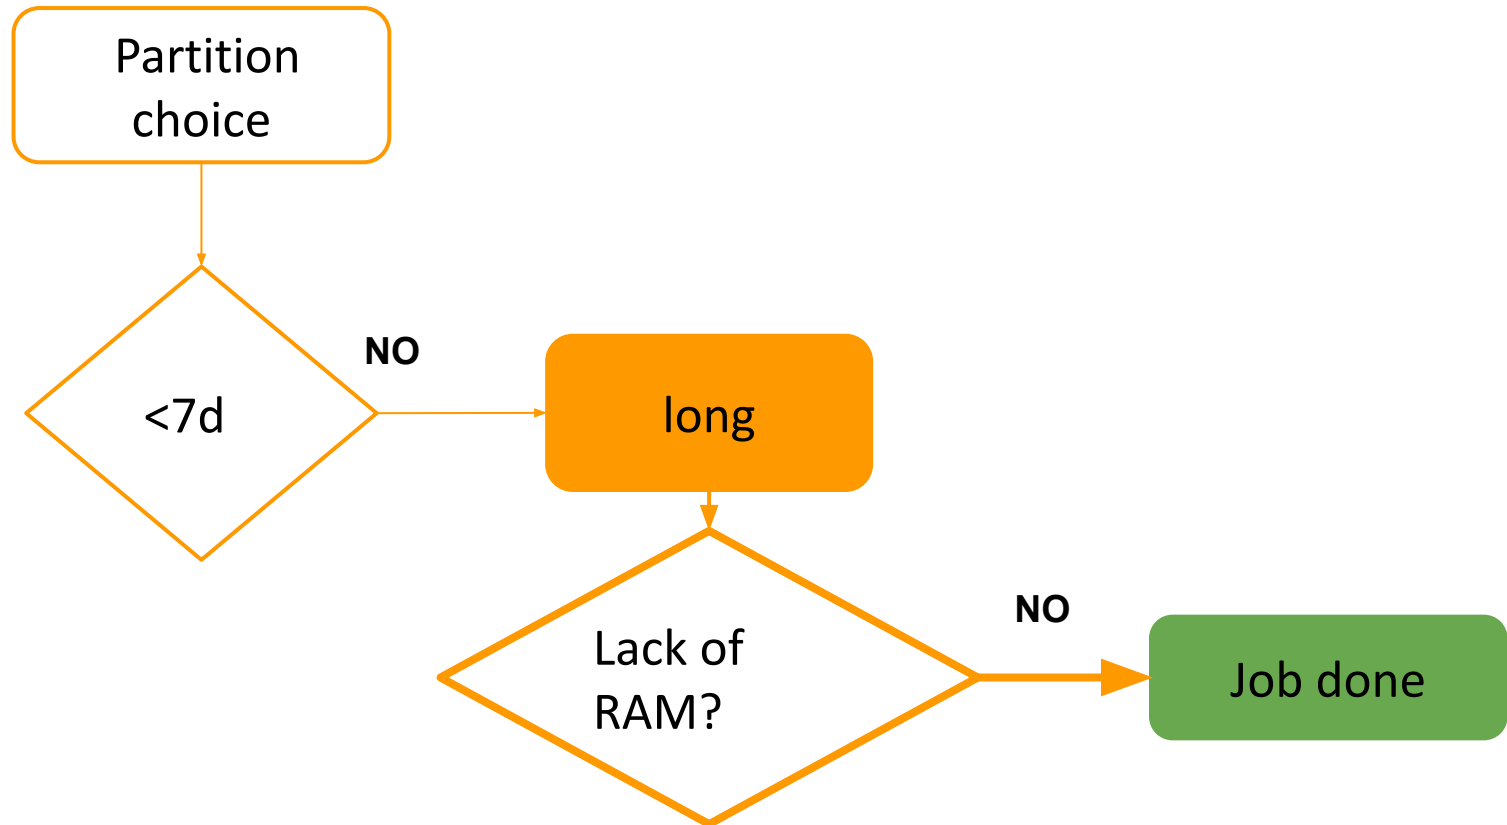 Partition
choice
<7d
NO
long
Lack of
RAM?
NO
Job done